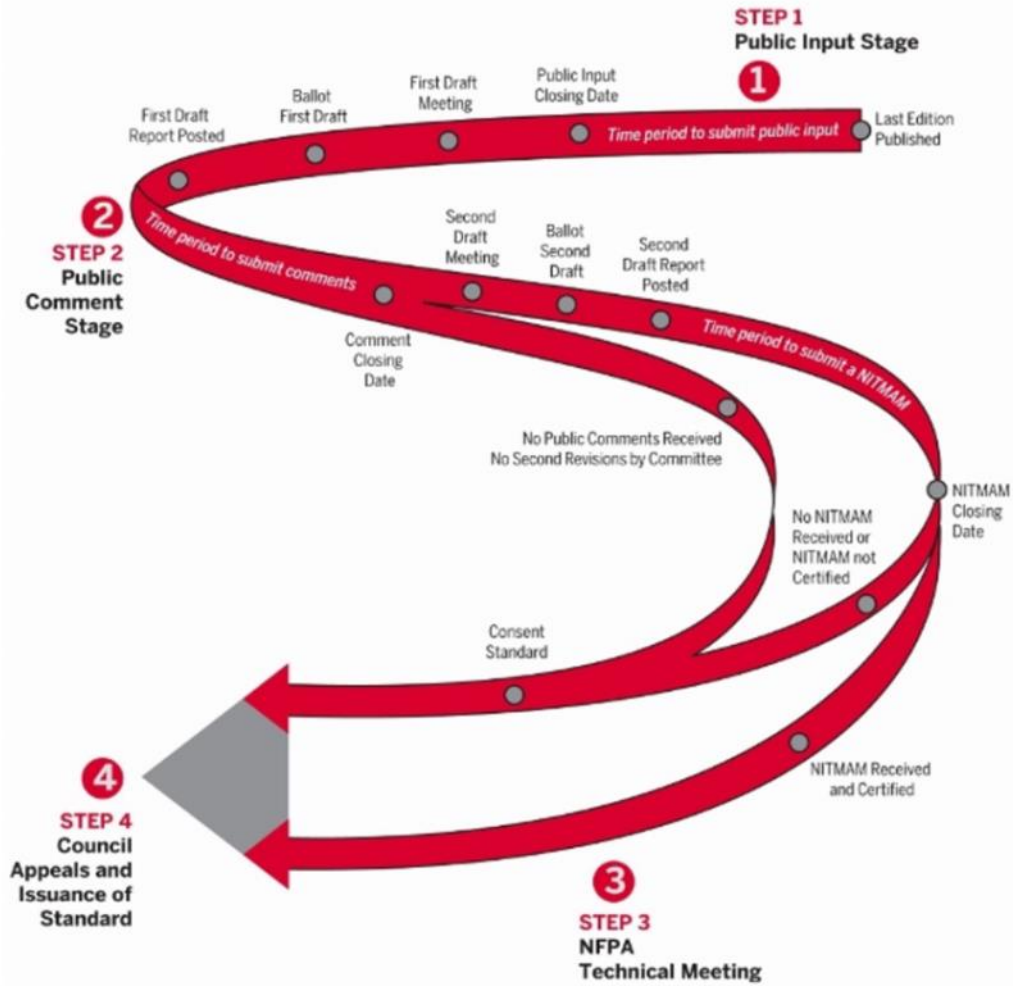 STEP 1
Public Input Stage
1
Public Input
Closing Date
First Draft
Meeting
Ballot
First Draft
First Draft
Report Posted
Time period to submit public input
Last Edition
Published
2
STEP 2
Public
Comment
Stage
Time period to submit comments
Comment
Closing
Date
Second
Draft
Meeting
Ballot
Second
Draft
Second
Draft Report
Posted
Time period to submit a NITMAM
No Public Comments Received
No Second Revisions by Committee
NITMAM
Closing
Date
No NITMAM
Received or
NITMAM not
Certified
Consent
Standard
NITMAM Received
and Certified
3
STEP 3
NFPA
Technical Meeting
4
STEP 4
Council
Appeals and
Issuance of
Standard